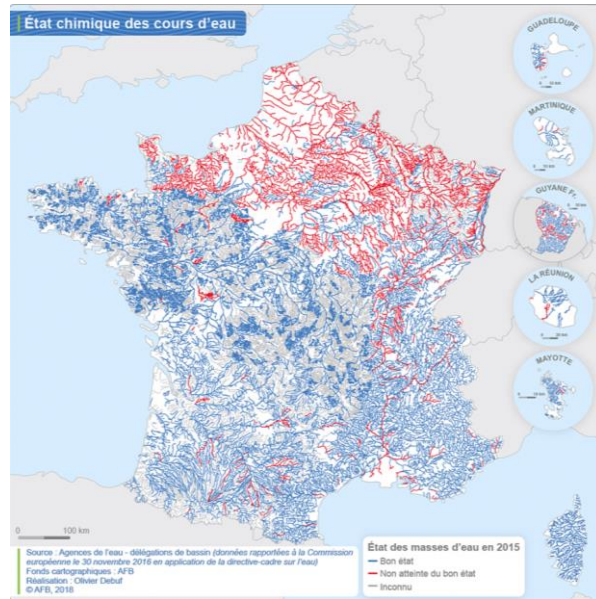 État chimique des cours d'eau
GUADELOUPE
MARTINIQUE
GUYANE Fr.
LA RÉUNION
MAYOTTE
0 100 km
Source : Agences de l'eau - délégations de bassin (données rapportées à la Commission
européenne le 30 novembre 2016 en application de la directive-cadre sur l'eau)
Fonds cartographiques : AFB
Réalisation : Olivier Debuf
© AFB, 2018
État des masses d'eau en 2015
Bon état
Non atteinte du bon état
Inconnu